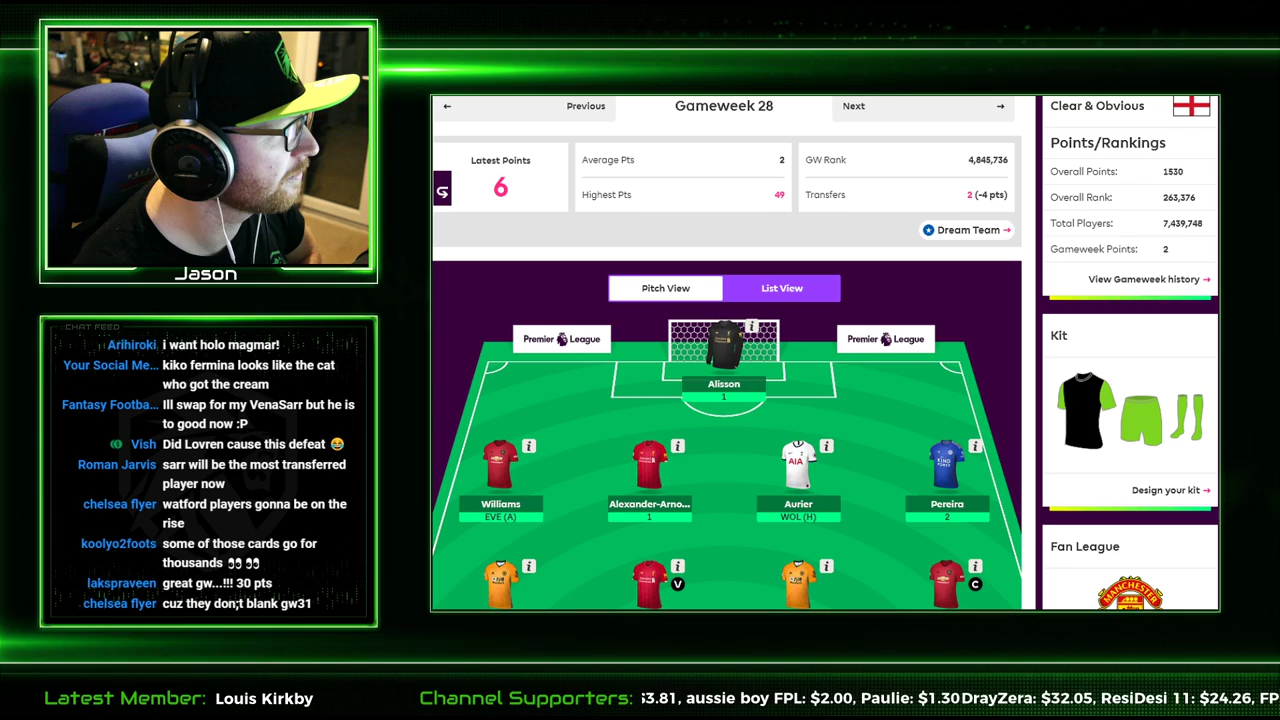 Jason
::CHAT FEED
Arihiroki i want holo magmar!
Your Social Me... kiko fermina looks like the cat
who got the cream
Fantasy Footba... Ill swap for my VenaSarr but he is
to good now :P
Vish Did Lovren cause this defeat 😂
Roman Jarvis sarr will be the most transferred
player now
chelsea flyer watford players gonna be on the
rise
koolyo2foots some of those cards go for
thousands 👀 👀
lakspraveen great gw...!!! 30 pts
chelsea flyer cuz they don;t blank gw31
← Previous
Gameweek 28
Next →
Latest Points
6
Average Pts 2
Highest Pts 49
GW Rank 4,845,736
Transfers 2 (-4 pts)
Dream Team →
Pitch View
List View
Premier League
Premier League
Alisson
1
AIA
KING POWER
Williams
EVE (A)
Alexander-Arno...
1
Aurier
WOL (H)
Pereira
2
V
C
Clear & Obvious
Points/Rankings
Overall Points: 1530
Overall Rank: 263,376
Total Players: 7,439,748
Gameweek Points: 2
View Gameweek history →
Kit
Design your kit →
Fan League
MANCHESTER
Latest Member: Louis Kirkby
Channel Supporters: 3.81, aussie boy FPL: $2.00, Paulie: $1.30DrayZera: $32.05, ResiDesi 11: $24.26, FP